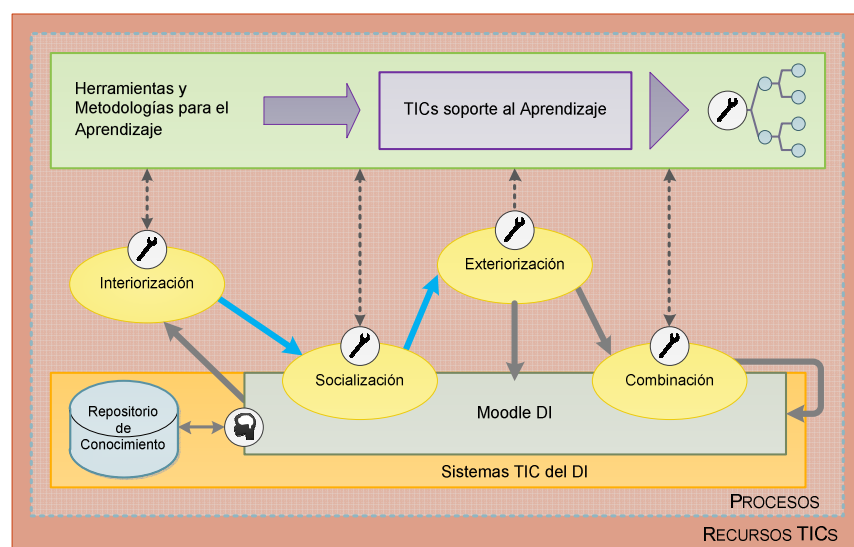 Herramientas y
Metodologías para el
Aprendizaje
TICs soporte al Aprendizaje
Interiorización
Exteriorización
Socialización
Combinación
Repositorio
de
Conocimiento
Moodle DI
Sistemas TIC del DI
PROCESOS
RECURSOS TICS